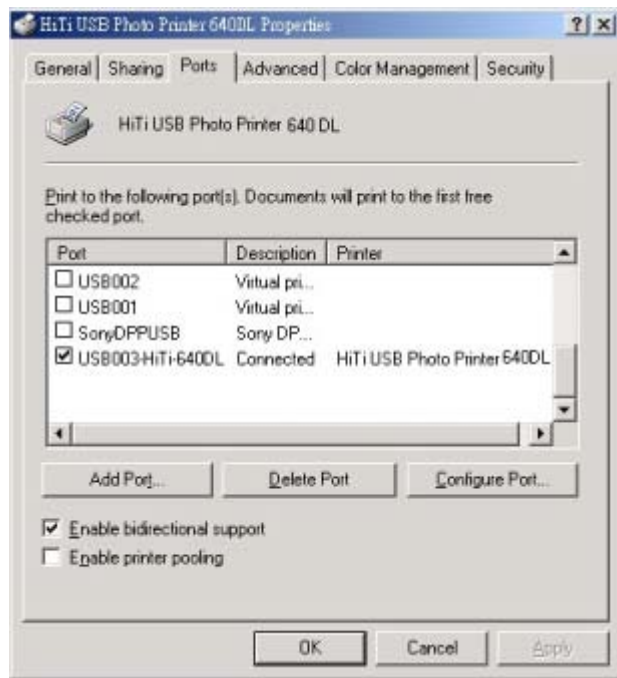 HiTi USB Photo Printer 640DL Properties
General Sharing Ports Advanced Color Management Security
HiTi USB Photo Printer 640 DL
Print to the following port(s). Documents will print to the first free
checked port.
Port Description Printer
USB002 Virtual pri...
USB001 Virtual pri...
SonyDPPUSB Sony DP...
USB003-HiTi-640DL Connected HiTi USB Photo Printer 640DL
Add Port... Delete Port Configure Port...
Enable bidirectional support
Enable printer pooling
OK Cancel Apply